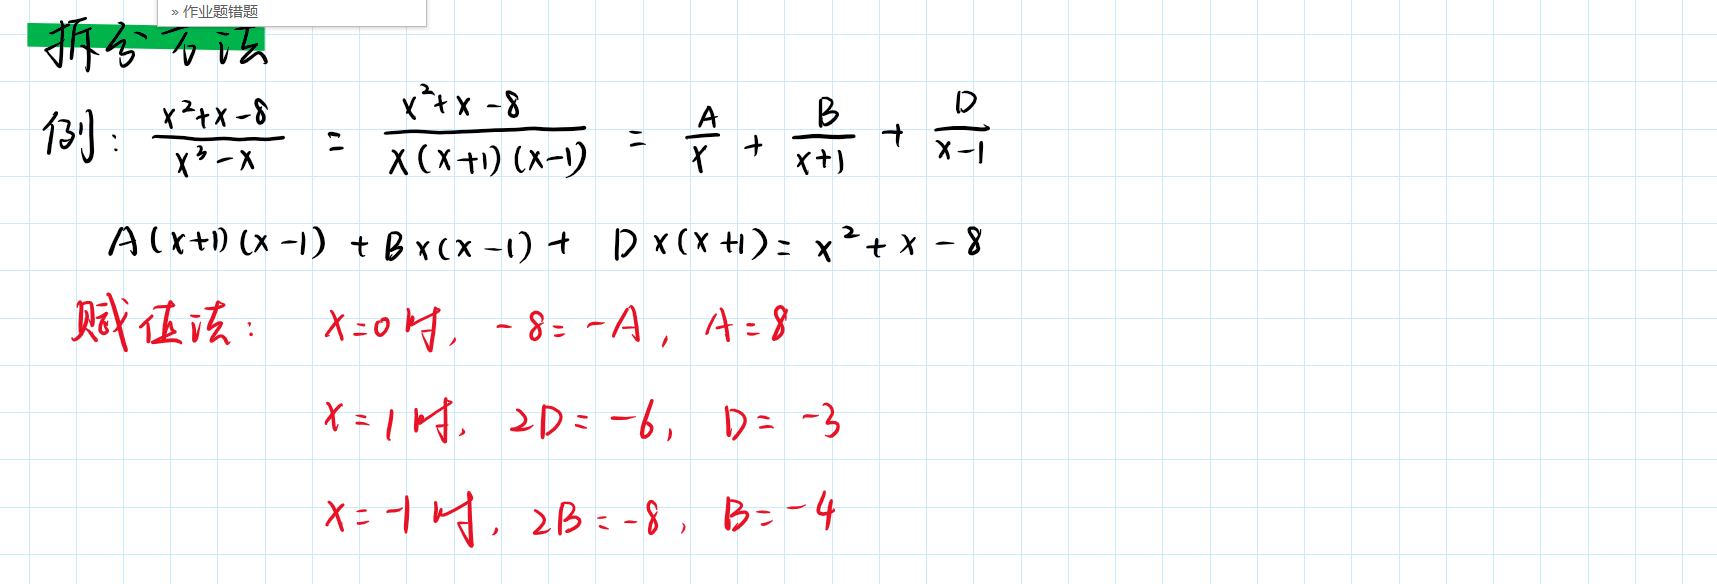 » 作业题错题
拆分方法
例: \frac{x^2+x-8}{x^3-x} = \frac{x^2+x-8}{x(x+1)(x-1)} = \frac{A}{x} + \frac{B}{x+1} + \frac{D}{x-1}
A(x+1)(x-1) + Bx(x-1) + Dx(x+1) = x^2+x-8
赋值法: x=0时, -8=-A, A=8
x=1时, 2D=-6, D=-3
x=-1时, 2B=-8, B=-4